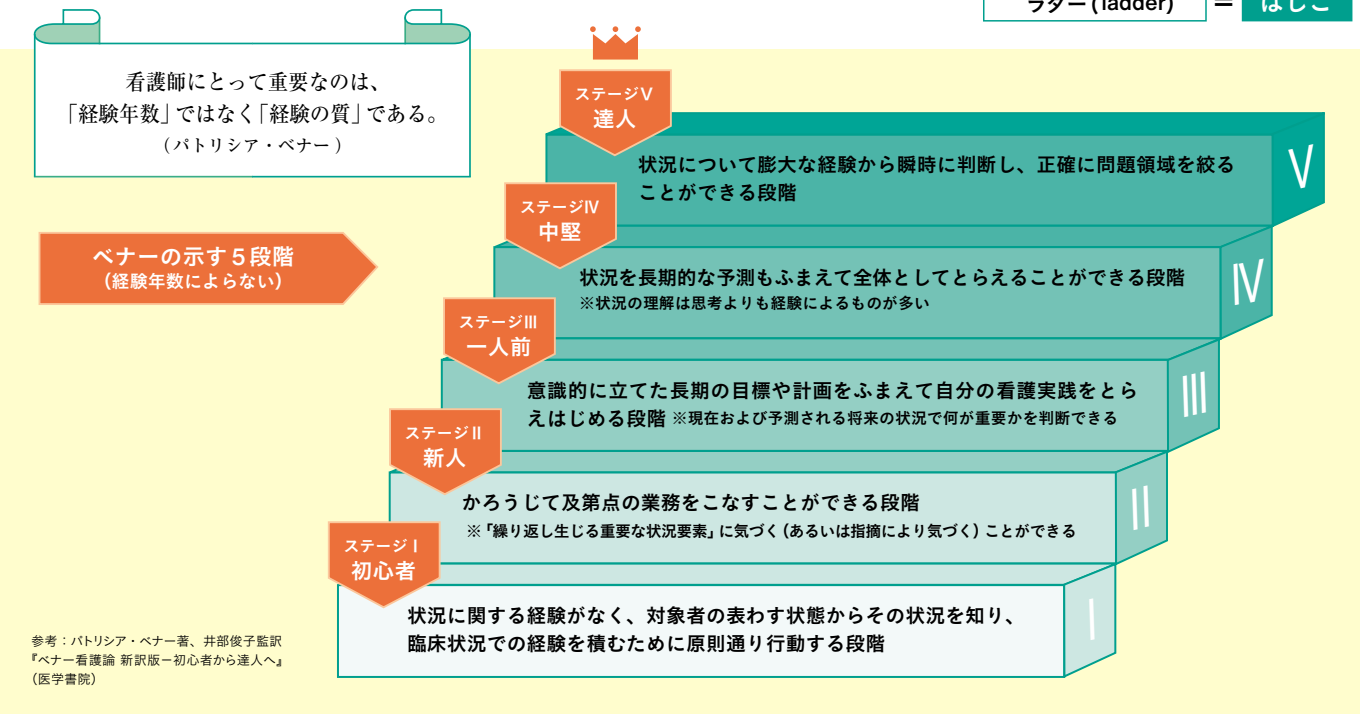 ラダー(ladder) = はしご
看護師にとって重要なのは、
「経験年数」ではなく「経験の質」である。
(パトリシア・ベナー)
ベナーの示す5段階
(経験年数によらない)
ステージⅤ
達人
状況について膨大な経験から瞬時に判断し、正確に問題領域を絞る
ことができる段階
Ⅴ
ステージⅣ
中堅
状況を長期的な予測もふまえて全体としてとらえることができる段階
※状況の理解は思考よりも経験によるものが多い
Ⅳ
ステージⅢ
一人前
意識的に立てた長期の目標や計画をふまえて自分の看護実践をとら
えはじめる段階 ※現在および予測される将来の状況で何が重要かを判断できる
Ⅲ
ステージⅡ
新人
かろうじて及第点の業務をこなすことができる段階
※「繰り返し生じる重要な状況要素」に気づく(あるいは指摘により気づく)ことができる
Ⅱ
ステージⅠ
初心者
状況に関する経験がなく、対象者の表わす状態からその状況を知り、
臨床状況での経験を積むために原則通り行動する段階
Ⅰ
参考:パトリシア・ベナー著、井部俊子監訳
『ベナー看護論 新訳版ー初心者から達人へ』
(医学書院)